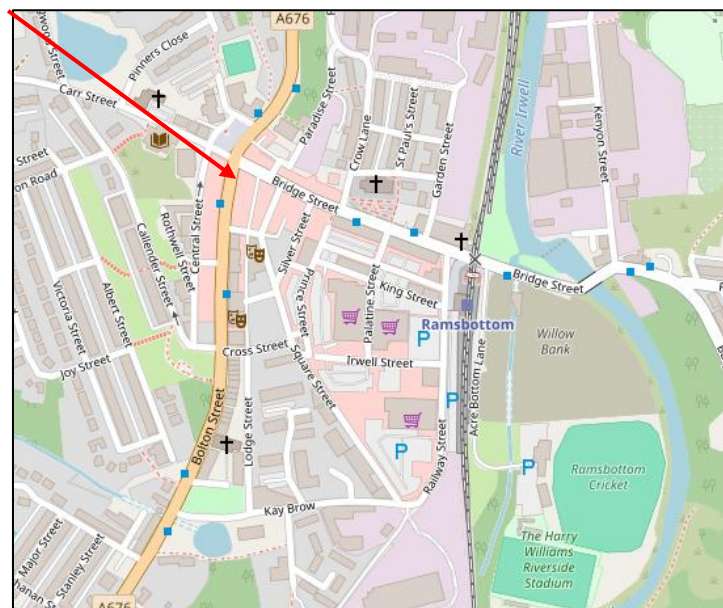 A676
Pinners Close
Carr Street
Paradise Street
Crow Lane
St Paul's Street
Garden Street
River Irwell
Kenyon Street
Bridge Street
Street
on Road
Central Street
Rothwell Street
Callender Street
Albert Street
Victoria Street
Silver Street
Prince Street
Palatine Street
King Street
Bridge Street
Ramsbottom
Willow
Bank
P
Cross Street
Irwell Street
Joy Street
Square Street
Acre Bottom Lane
P
Bolton Street
Lodge Street
Railway Street
P
P
Ramsbottom
Cricket
Kay Brow
Major Street
Stanley Street
The Harry
Williams
Riverside
Stadium
hanan Street
A676